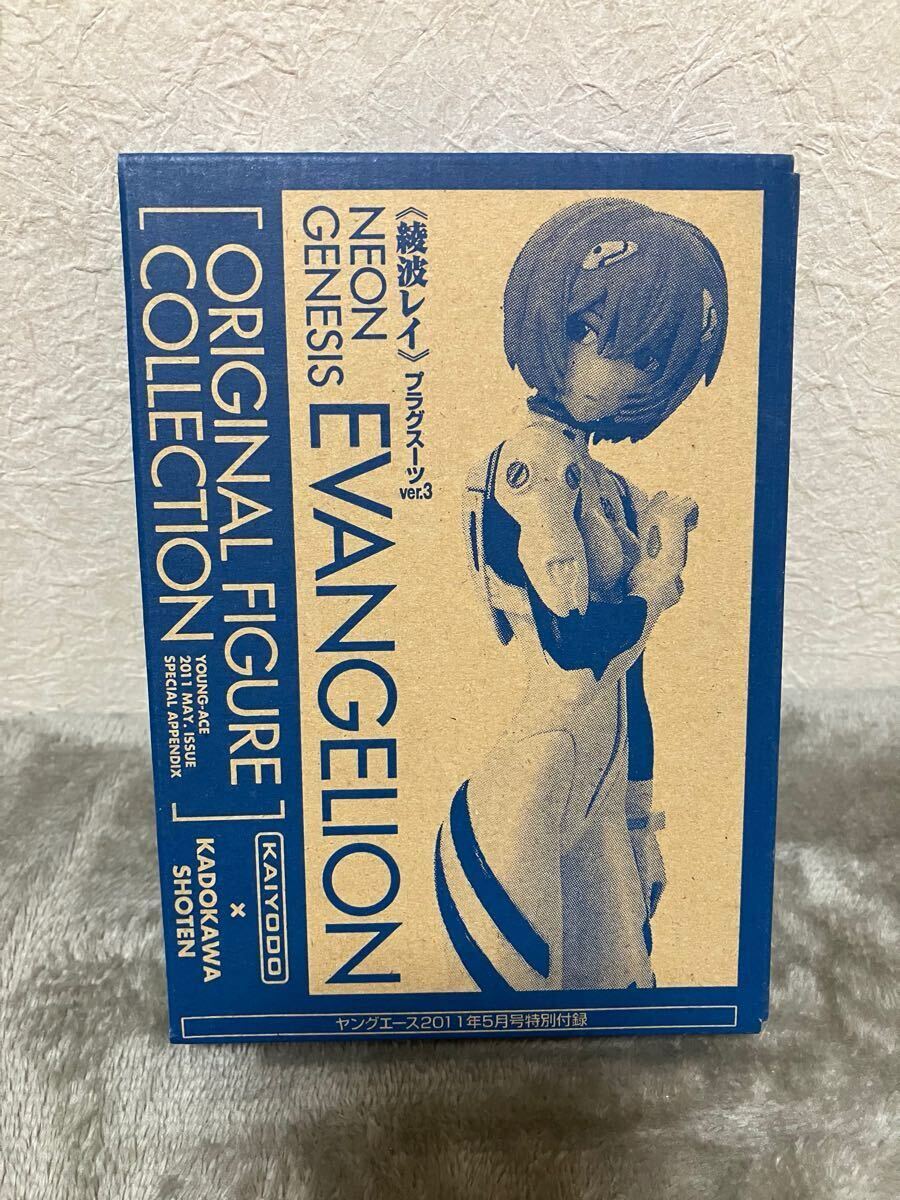 《綾波レイ》プラグスーツ ver.3
NEON
GENESIS
EVANGELION
[ORIGINAL FIGURE
COLLECTION]
YOUNG-ACE
2011 MAY. ISSUE
SPECIAL APPENDIX
KAIYODO
×
KADOKAWA
SHOTEN
ヤングエース2011年5月号特別付録